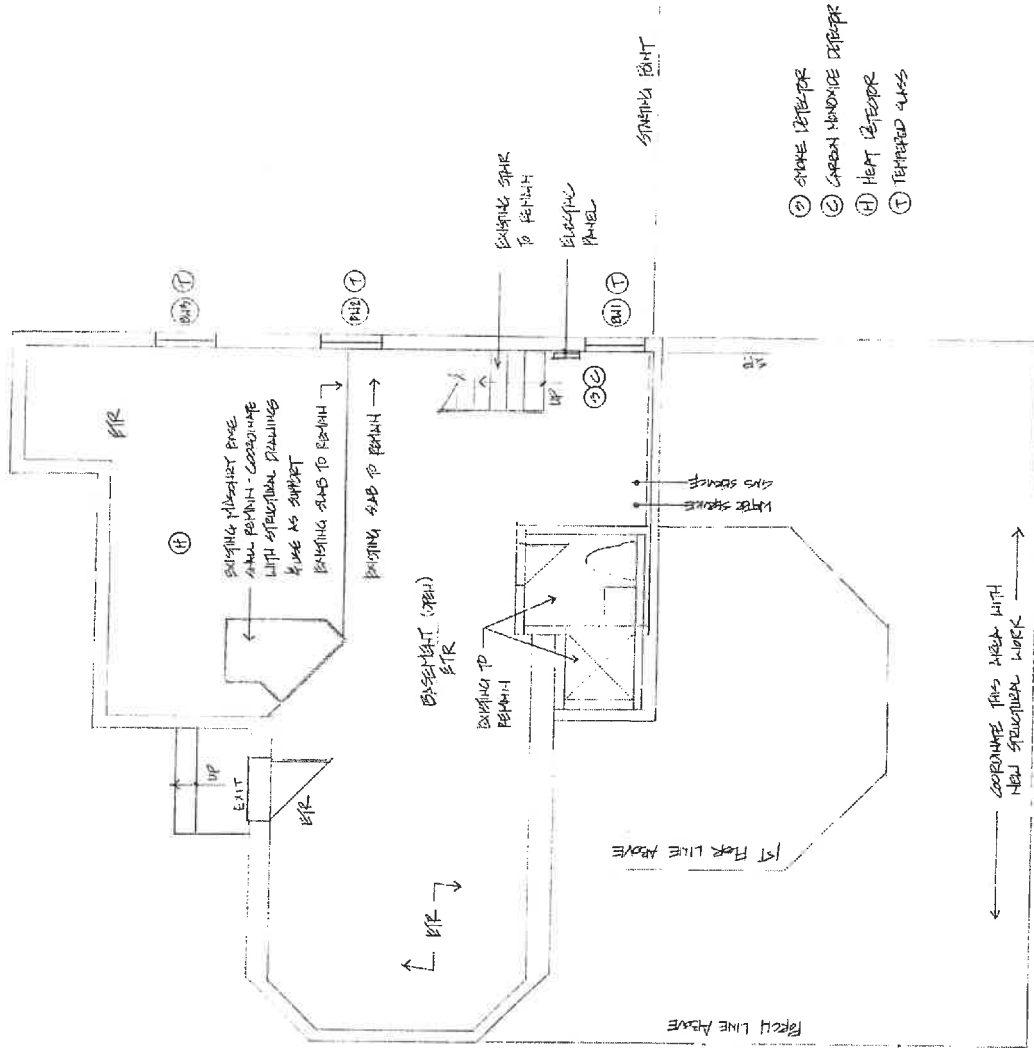 ETR
BW3 T
EXISTING MASONRY BASE
SHALL REMAIN - COORDINATE
WITH STRUCTURAL DRAWINGS
& USE AS SUPPORT
EXISTING SLAB TO REMAIN
EXISTING SLAB TO REMAIN
H
BW2 T
EXISTING STAIR
TO REMAIN
UP
ELECTRIC
PANEL
S C
BW1 T
STARTING POINT
UP
EXIT
ETR
BASEMENT (OPEN)
ETR
EXISTING TO
REMAIN
GAS SERVICE
WATER SERVICE
ETR
1ST FLOOR LINE ABOVE
PORCH LINE ABOVE
COORDINATE THIS AREA WITH
NEW STRUCTURAL WORK
S SMOKE DETECTOR
C CARBON MONOXIDE DETECTOR
H HEAT DETECTOR
T TEMPERED GLASS